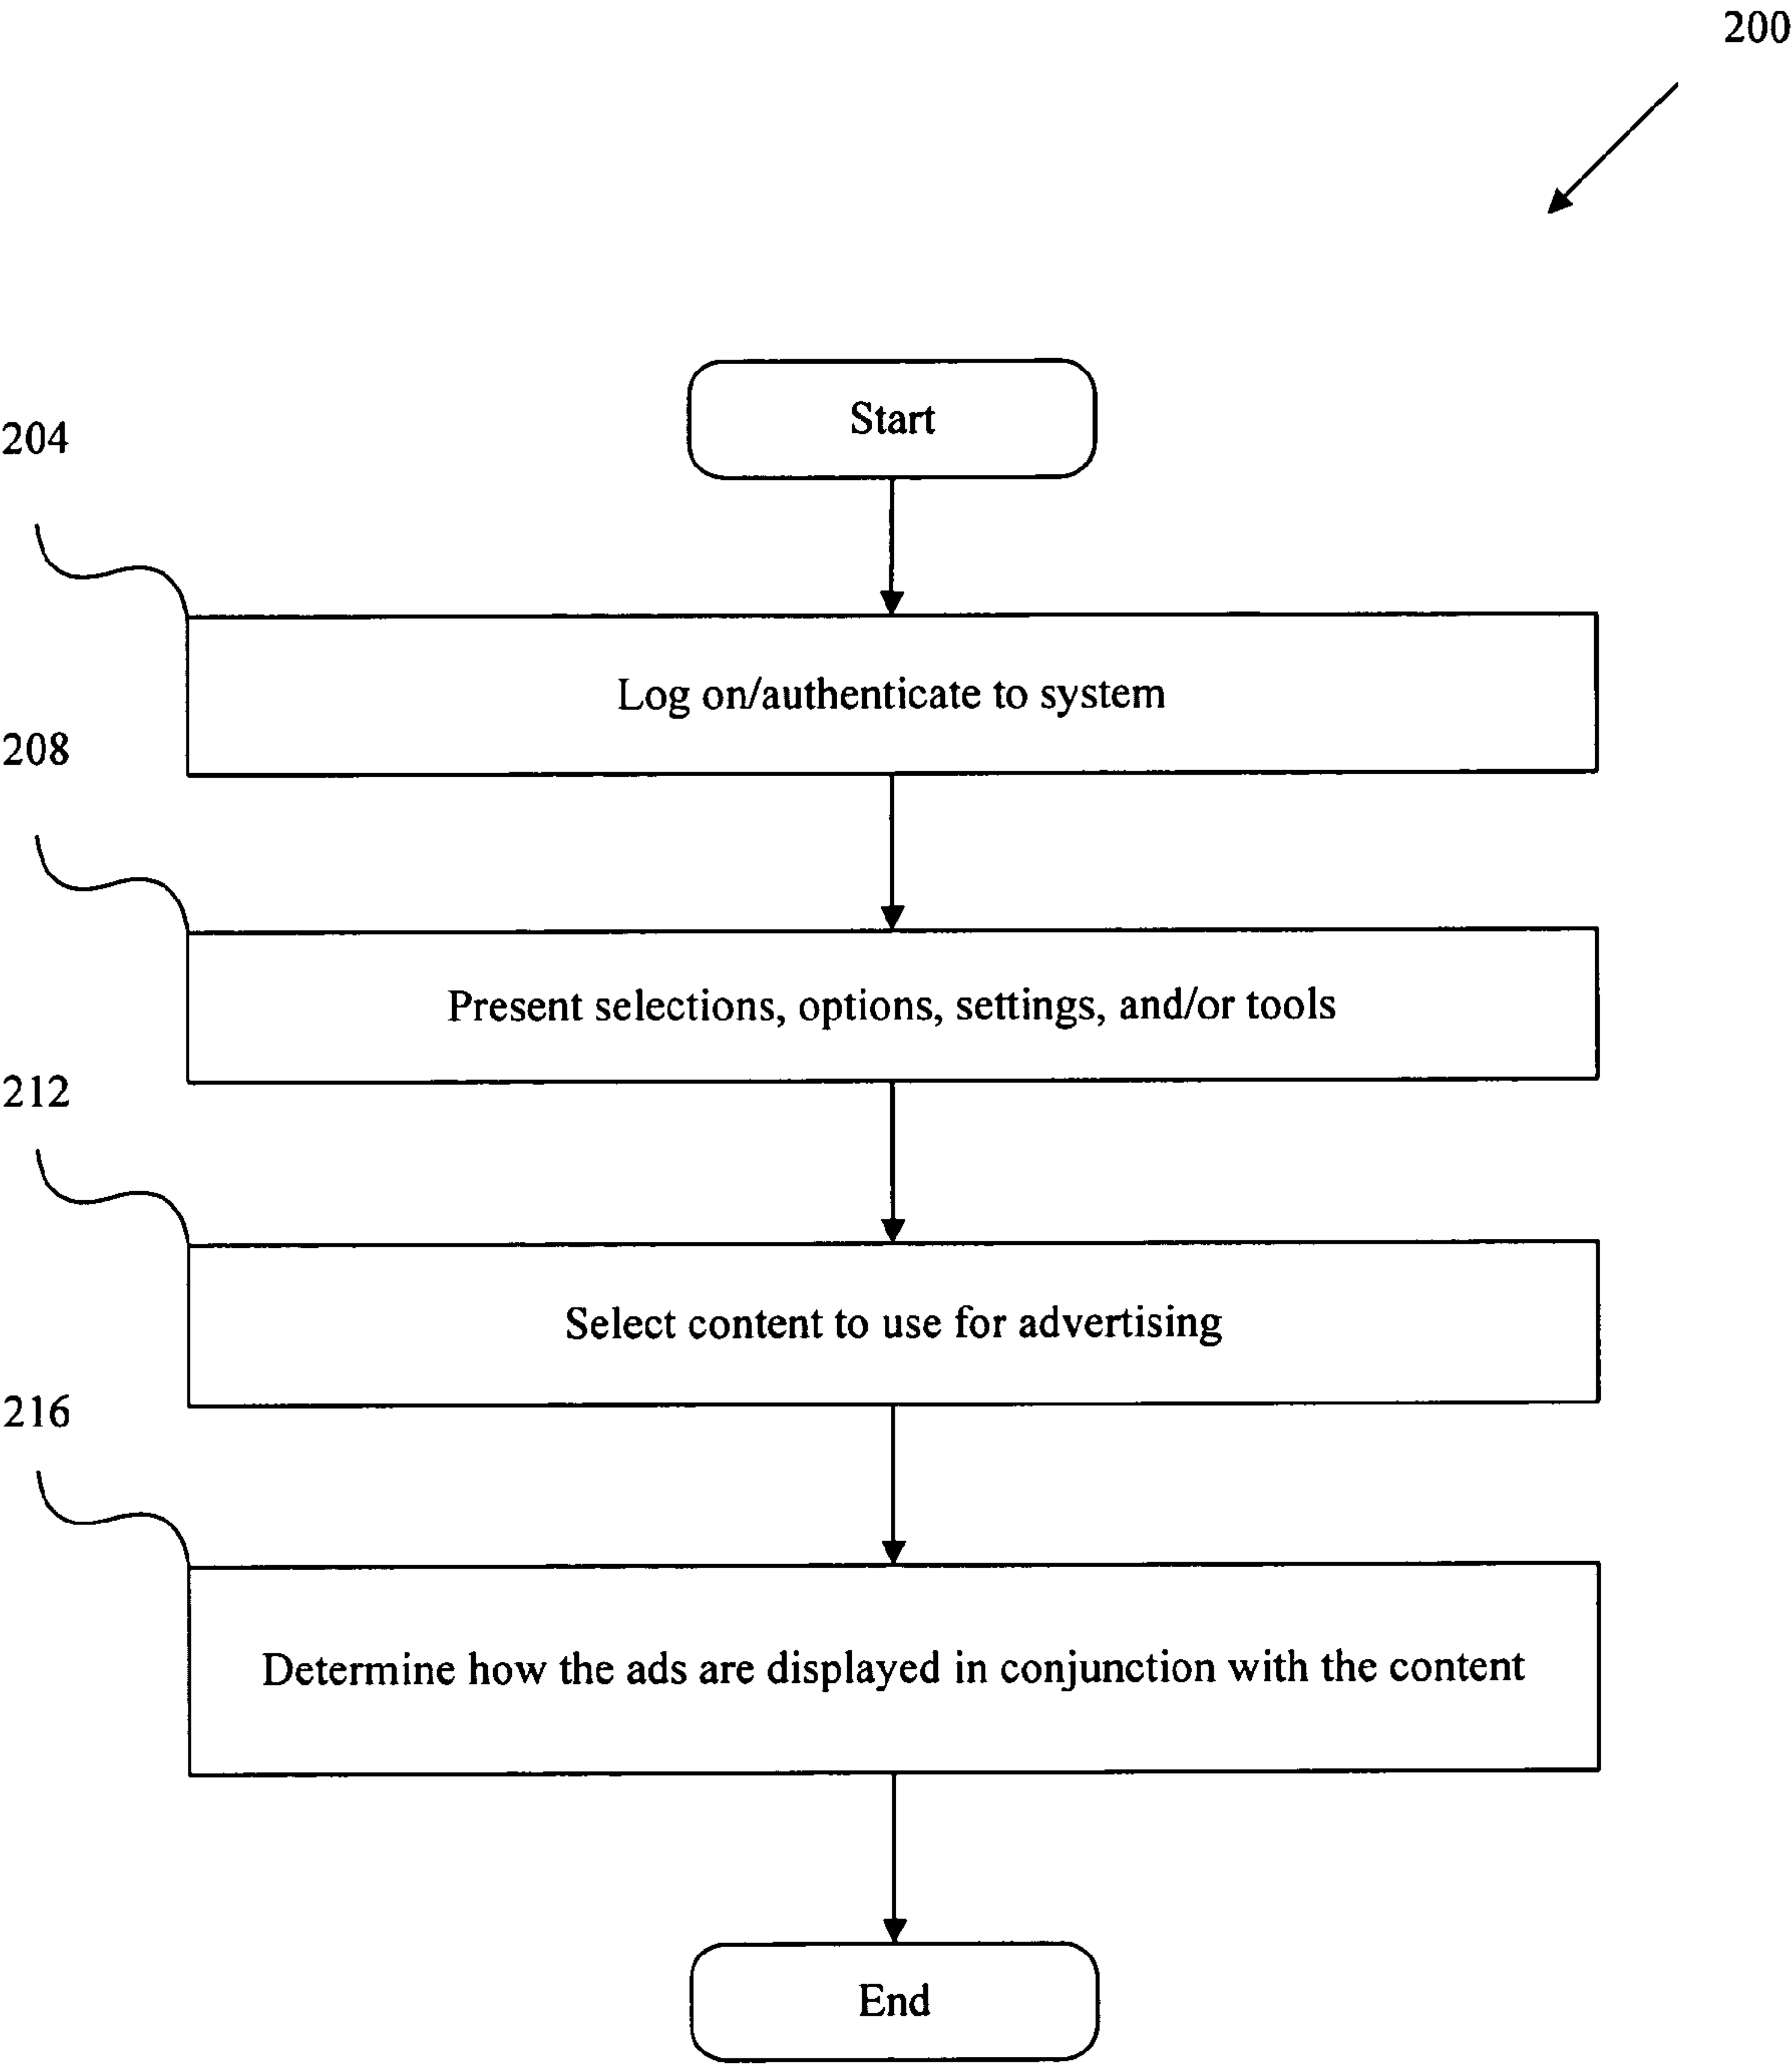 200
Start
204
Log on/authenticate to system
208
Present selections, options, settings, and/or tools
212
Select content to use for advertising
216
Determine how the ads are displayed in conjunction with the content
End